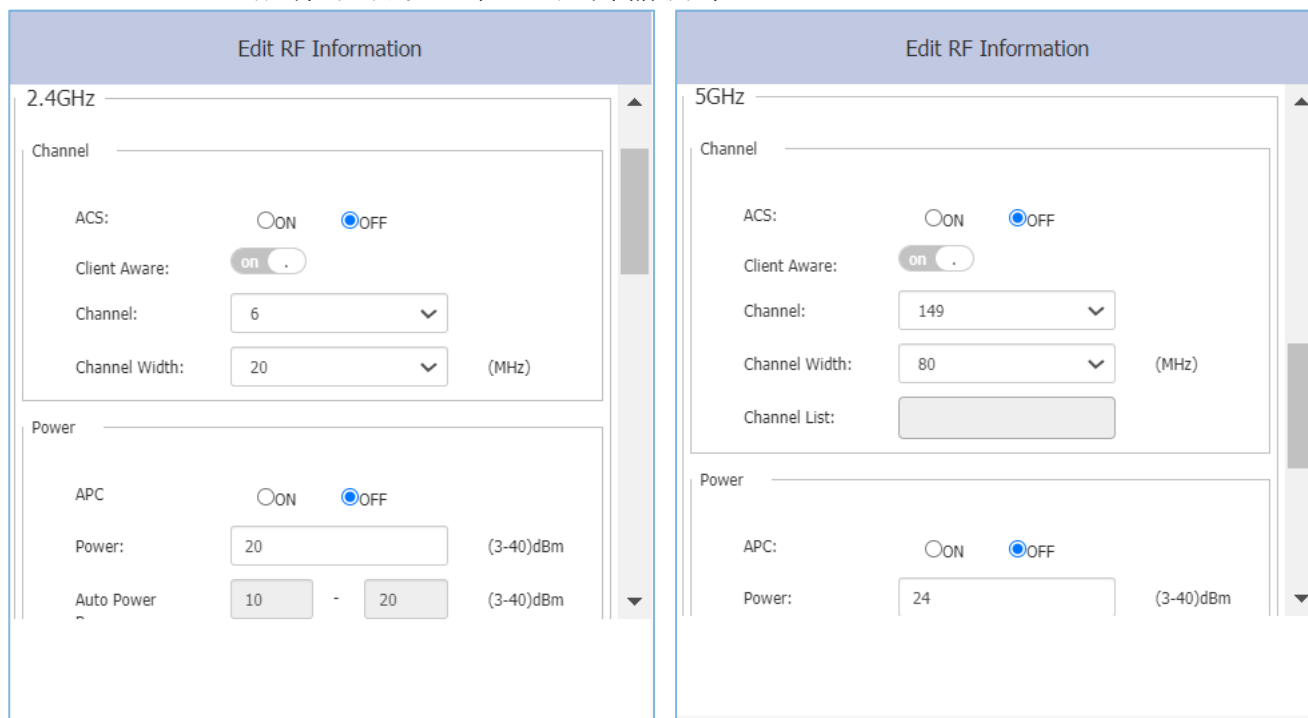 Edit RF Information
2.4GHz
Channel
ACS: ON OFF
Client Aware: on .
Channel: 6
Channel Width: 20 (MHz)
Power
APC ON OFF
Power: 20 (3-40)dBm
Auto Power 10 - 20 (3-40)dBm
Edit RF Information
5GHz
Channel
ACS: ON OFF
Client Aware: on .
Channel: 149
Channel Width: 80 (MHz)
Channel List:
Power
APC: ON OFF
Power: 24 (3-40)dBm